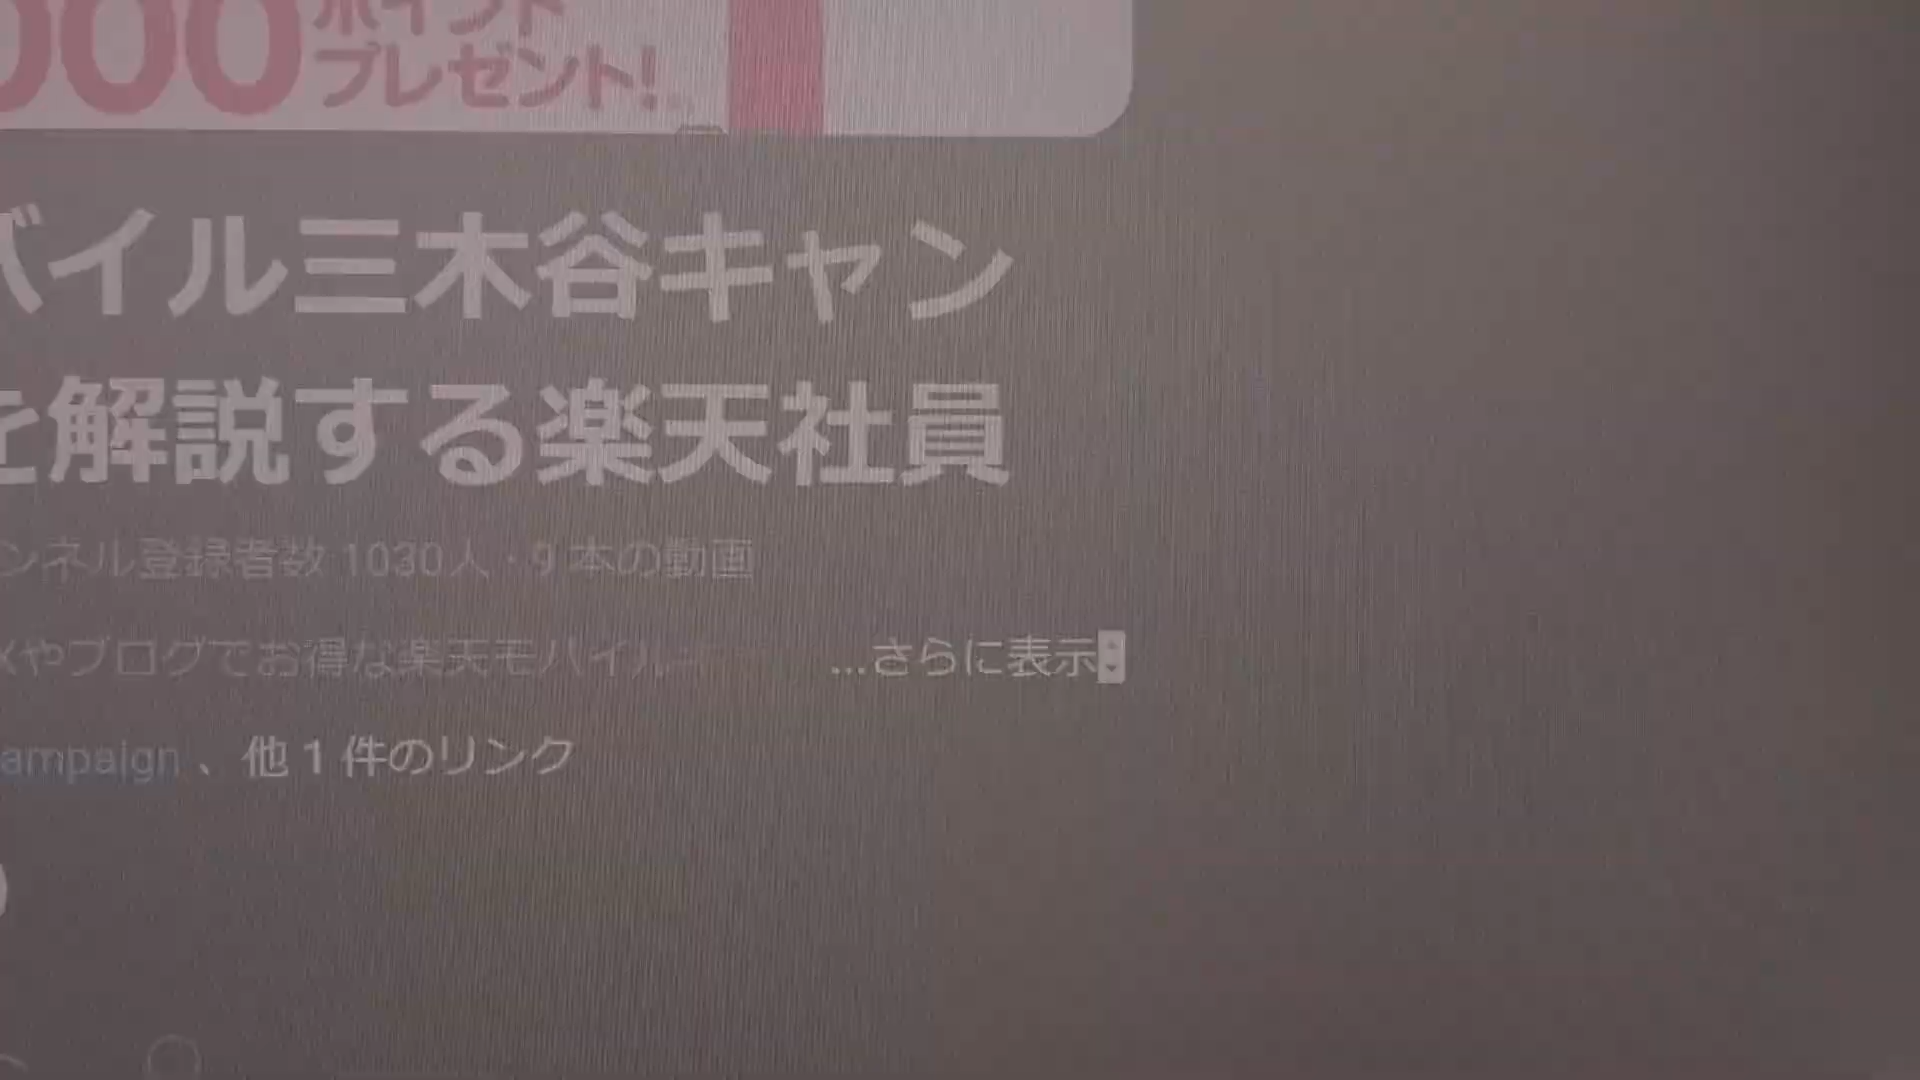 000 ポイント
プレゼント!
バイル三木谷キャン
を解説する楽天社員
ンネル登録者数 1030人・9 本の動画
Xやブログでお得な楽天モバイル ...さらに表示
ampaign 、他 1 件のリンク